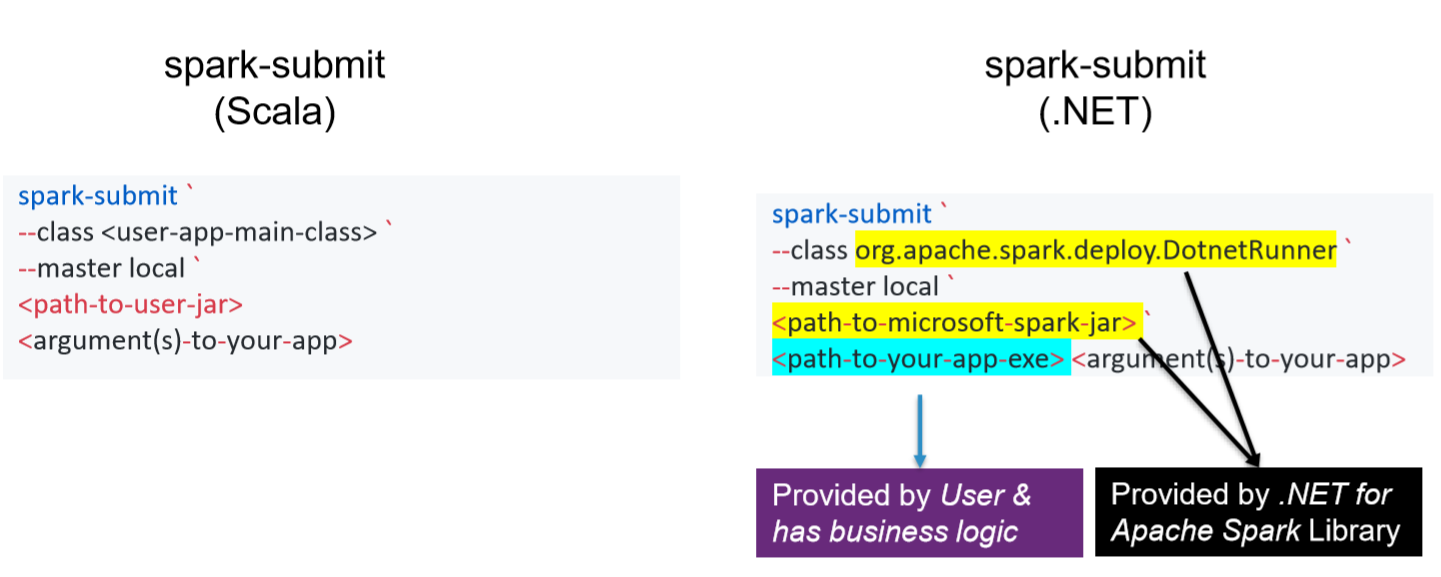 spark-submit
(Scala)
spark-submit `
--class <user-app-main-class> `
--master local `
<path-to-user-jar>
<argument(s)-to-your-app>
spark-submit
(.NET)
spark-submit `
--class org.apache.spark.deploy.DotnetRunner `
--master local `
<path-to-microsoft-spark-jar> `
<path-to-your-app-exe> <argument(s)-to-your-app>
Provided by User &
has business logic
Provided by .NET for
Apache Spark Library